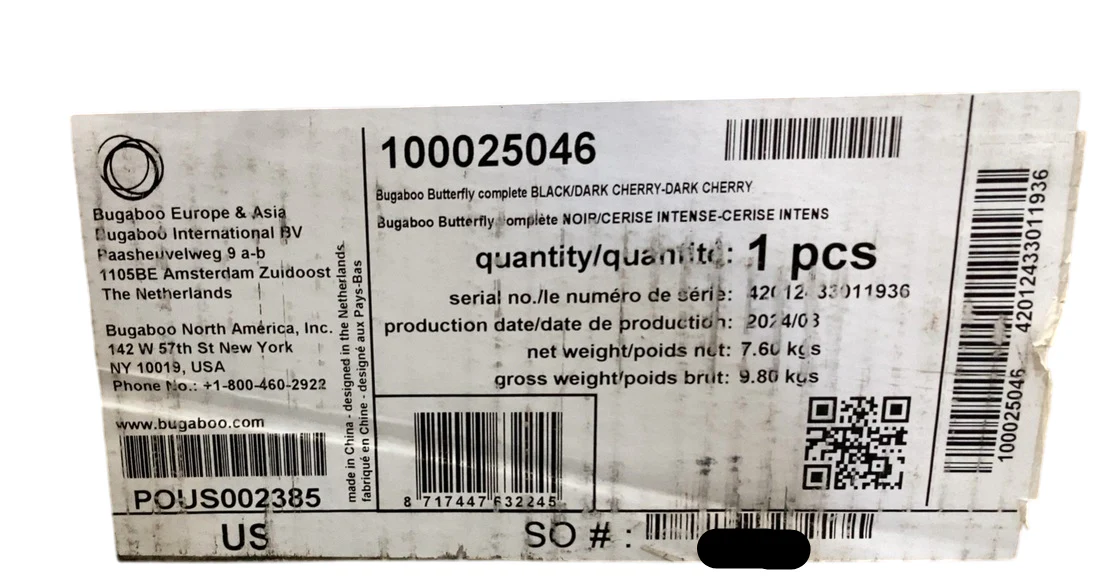 Bugaboo Europe & Asia
Bugaboo International BV
Paasheuvelweg 9 a-b
1105BE Amsterdam Zuidoost
The Netherlands
Bugaboo North America, Inc.
142 W 57th St New York
NY 10019, USA
Phone No.: +1-800-460-2922
www.bugaboo.com
POUS002385
made in China - designed in the Netherlands
fabriqué en Chine - designé aux Pays-Bas
100025046
Bugaboo Butterfly complete BLACK/DARK CHERRY-DARK CHERRY
Bugaboo Butterfly complète NOIR/CERISE INTENSE-CERISE INTENS
quantity/quantité: 1 pcs
serial no./le numéro de série: 42012433011936
production date/date de production: 2024/03
net weight/poids net: 7.60 kgs
gross weight/poids brut: 9.80 kgs
8 717447 632245
100025046 42012433011936
US
SO # :